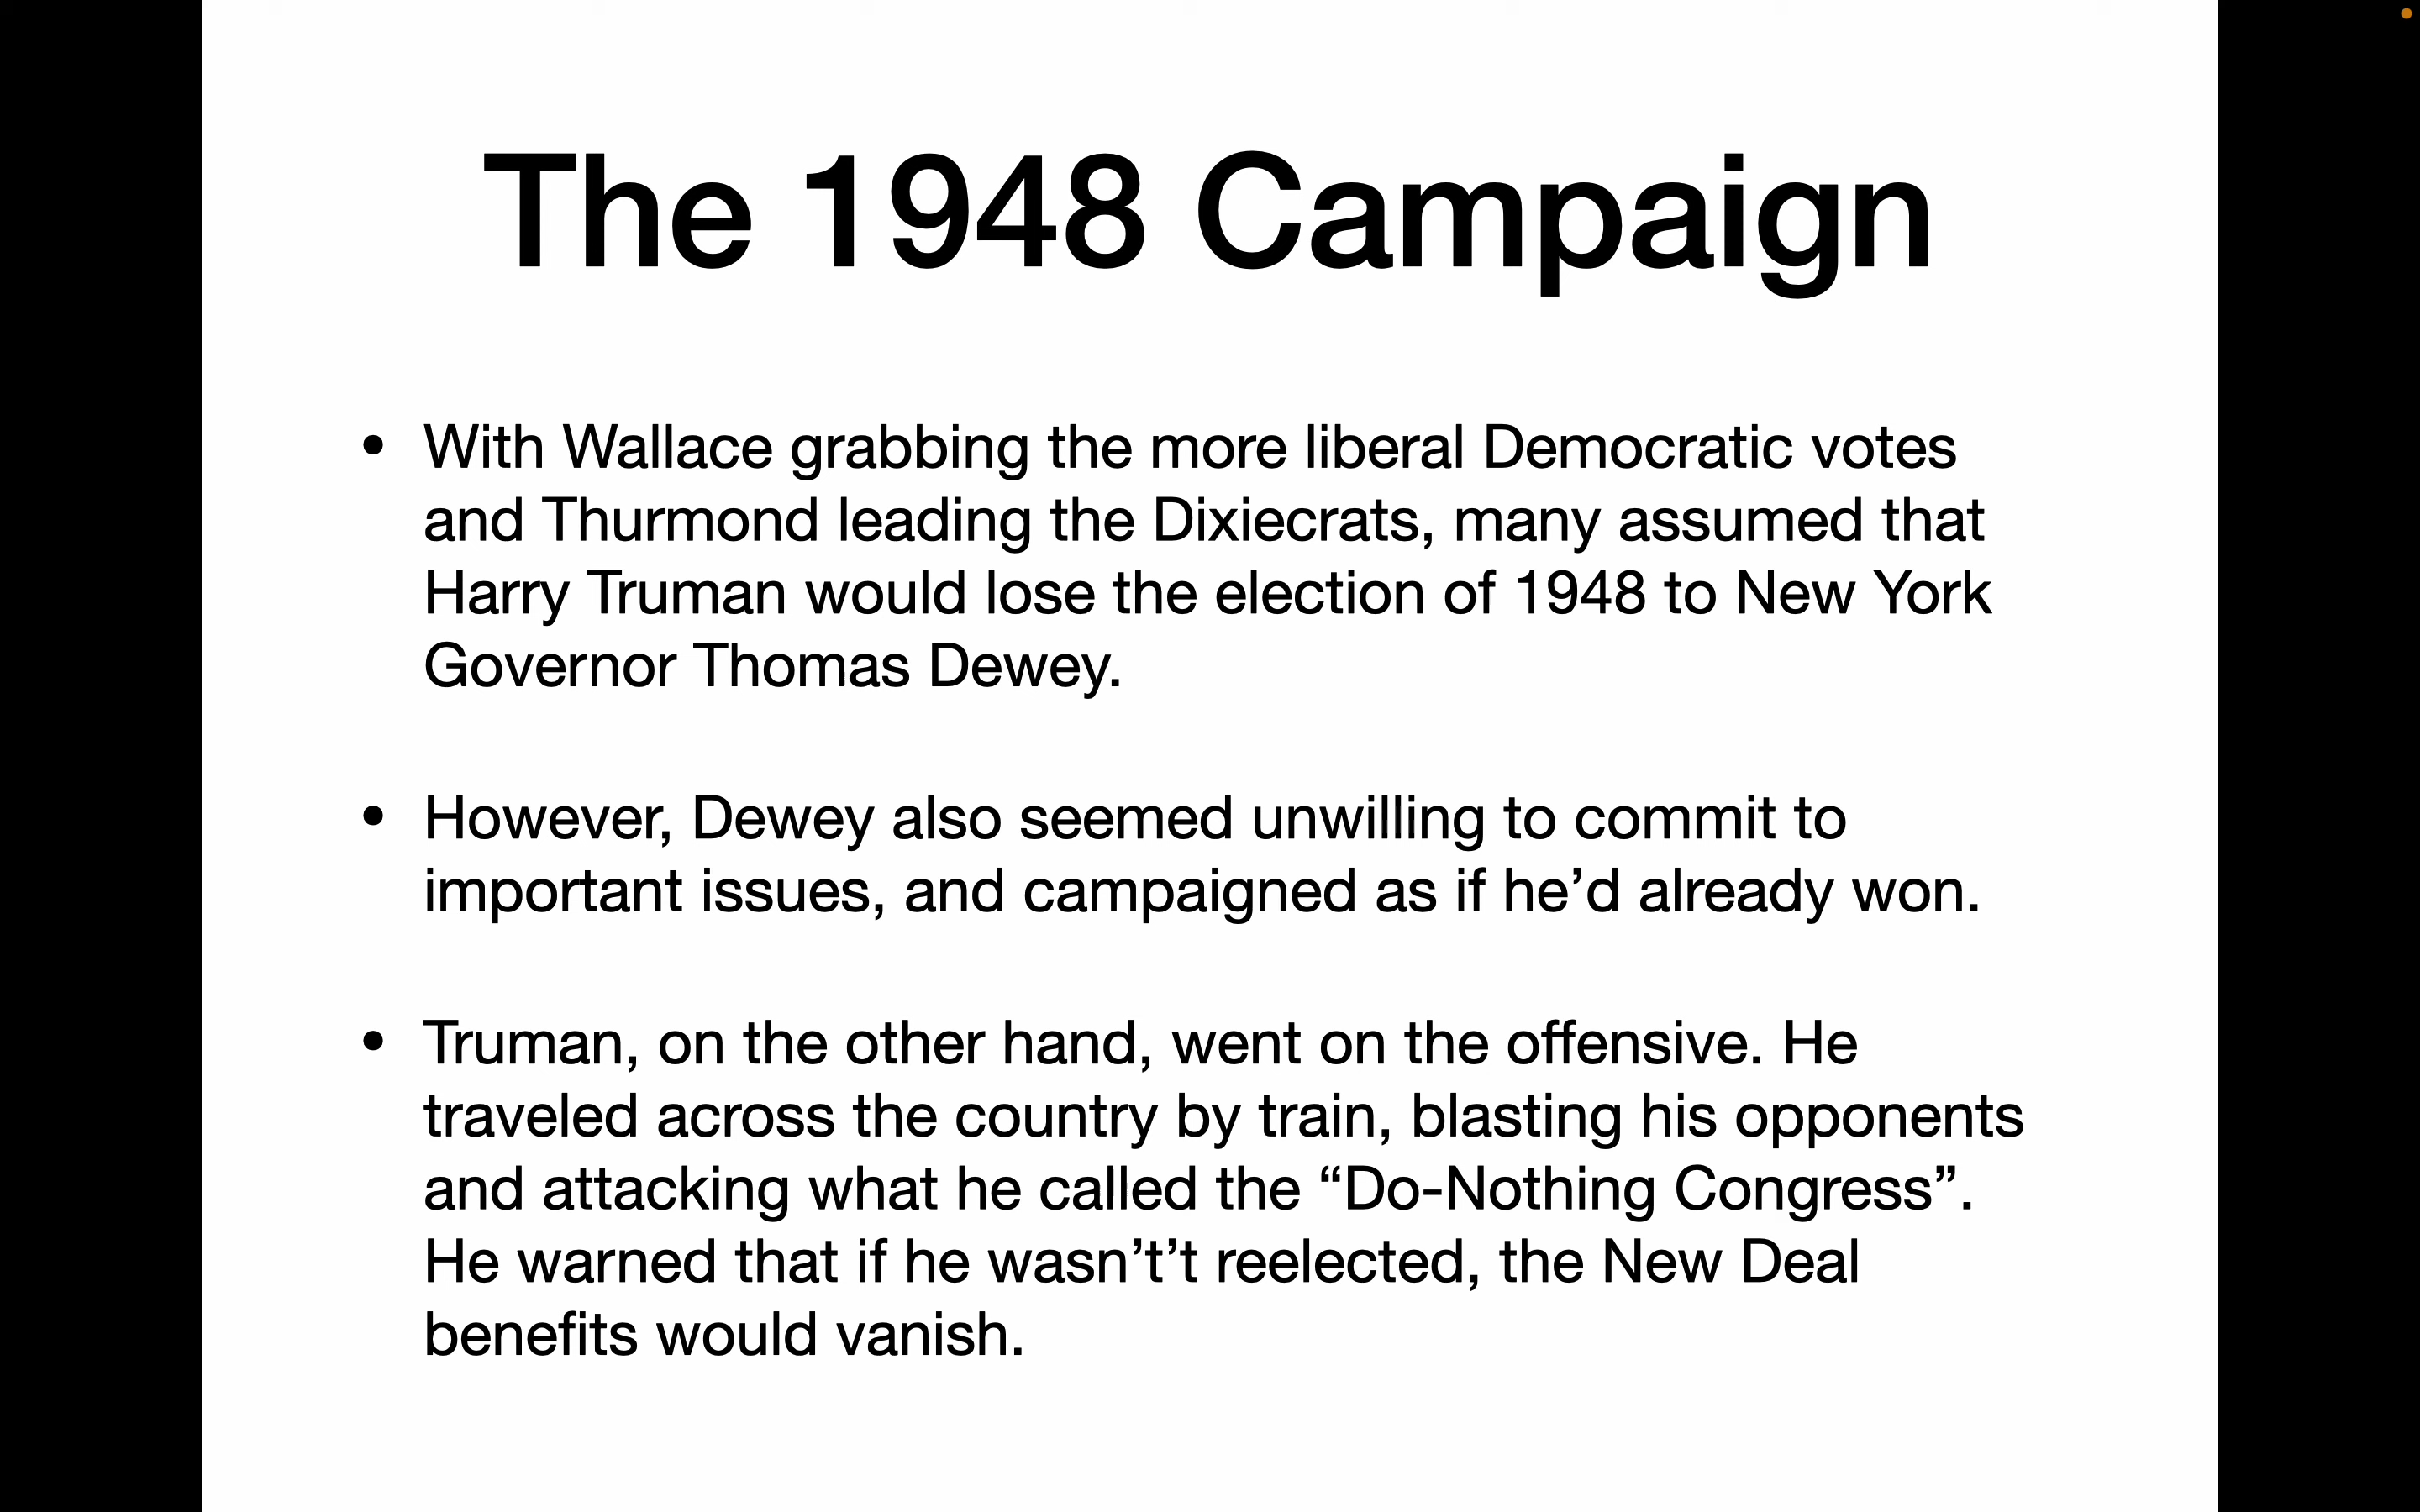 The 1948 Campaign
• With Wallace grabbing the more liberal Democratic votes
and Thurmond leading the Dixiecrats, many assumed that
Harry Truman would lose the election of 1948 to New York
Governor Thomas Dewey.
• However, Dewey also seemed unwilling to commit to
important issues, and campaigned as if he’d already won.
• Truman, on the other hand, went on the offensive. He
traveled across the country by train, blasting his opponents
and attacking what he called the “Do-Nothing Congress”.
He warned that if he wasn’t’t reelected, the New Deal
benefits would vanish.